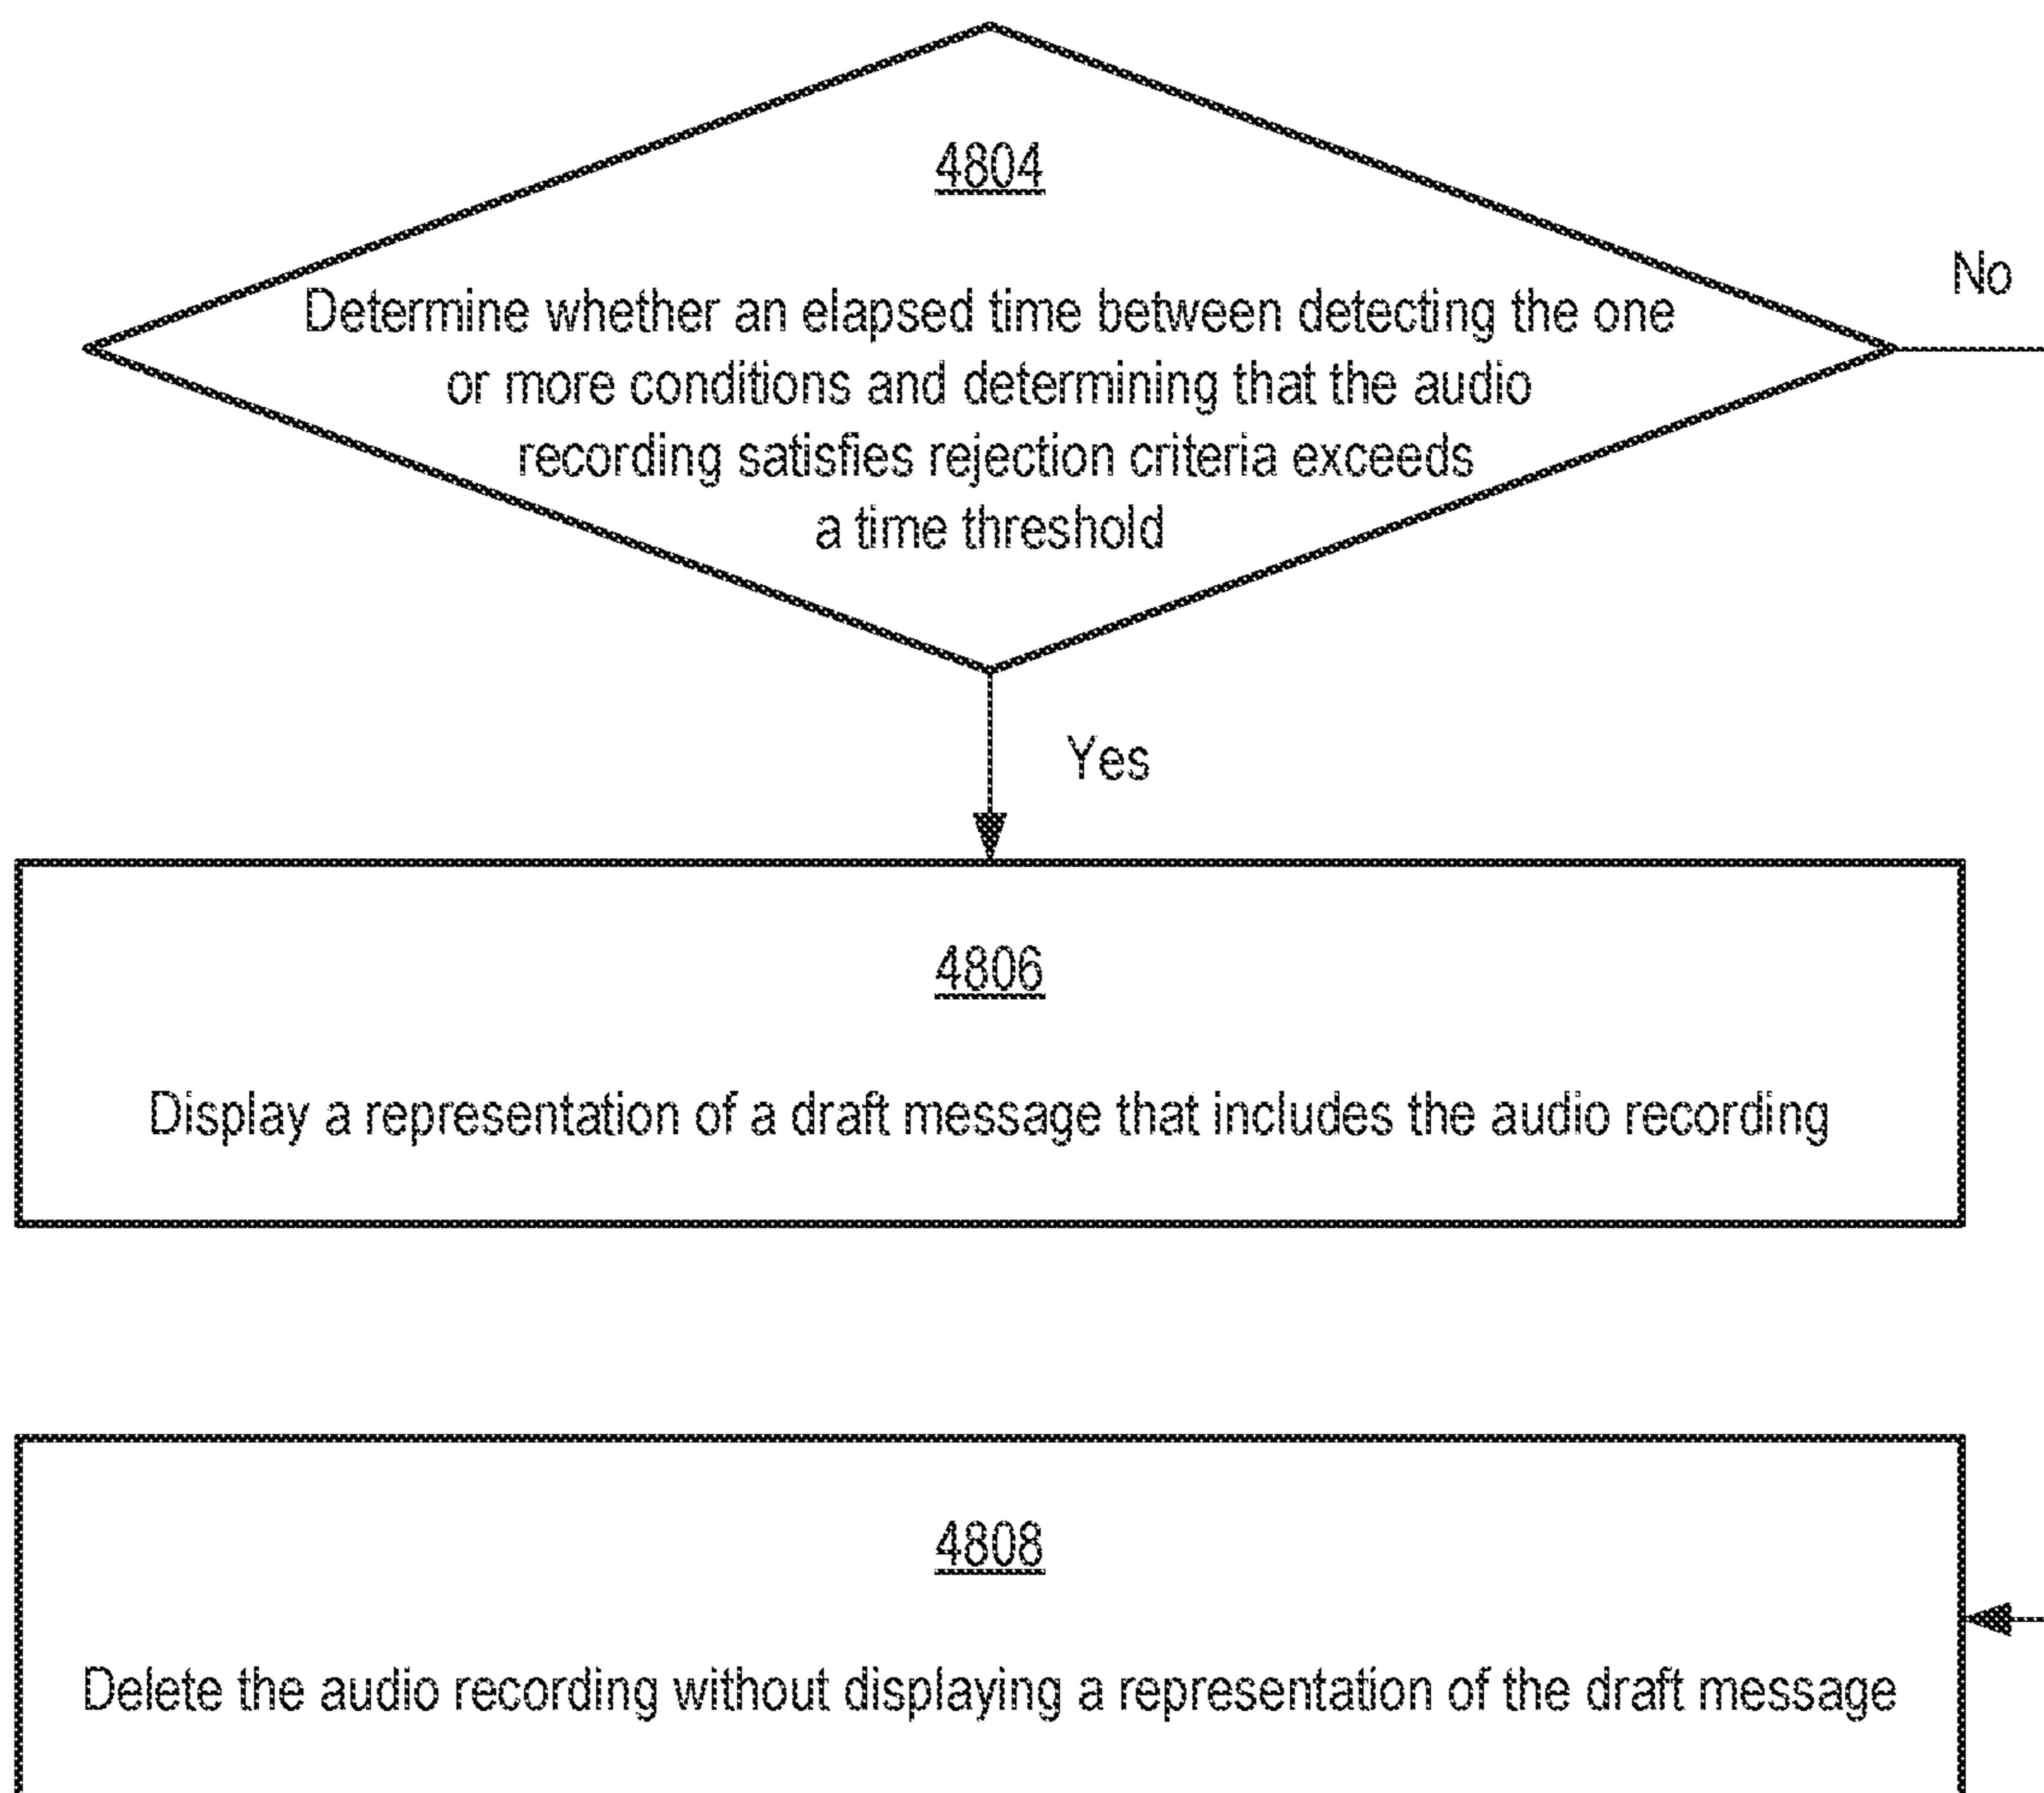 4804
Determine whether an elapsed time between detecting the one
or more conditions and determining that the audio
recording satisfies rejection criteria exceeds
a time threshold
No
Yes
4806
Display a representation of a draft message that includes the audio recording
4808
Delete the audio recording without displaying a representation of the draft message